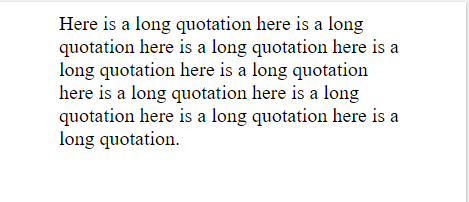 Here is a long quotation here is a long
quotation here is a long quotation here is a
long quotation here is a long quotation
here is a long quotation here is a long
quotation here is a long quotation here is a
long quotation.